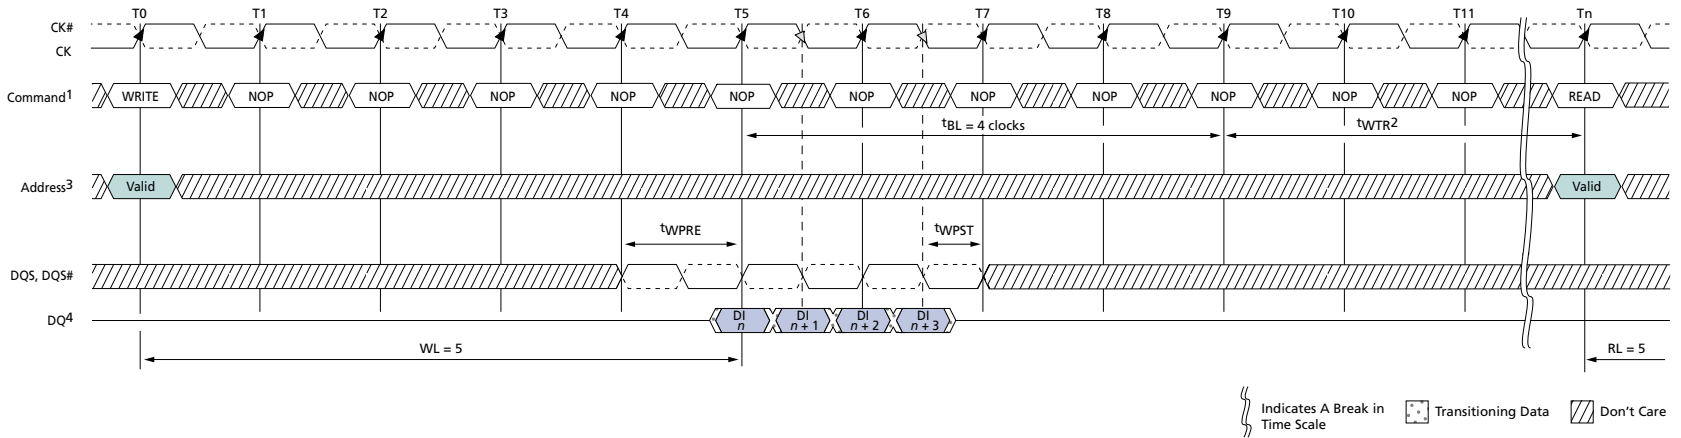 T0 T1 T2 T3 T4 T5 T6 T7 T8 T9 T10 T11 Tn
CK#
CK
Command1 WRITE NOP NOP NOP NOP NOP NOP NOP NOP NOP NOP NOP READ
tBL = 4 clocks tWTR2
Address3 Valid Valid
tWPRE tWPST
DQS, DQS#
DQ4 DI n DI n + 1 DI n + 2 DI n + 3
WL = 5 RL = 5
Indicates A Break in
Time Scale
Transitioning Data
Don't Care